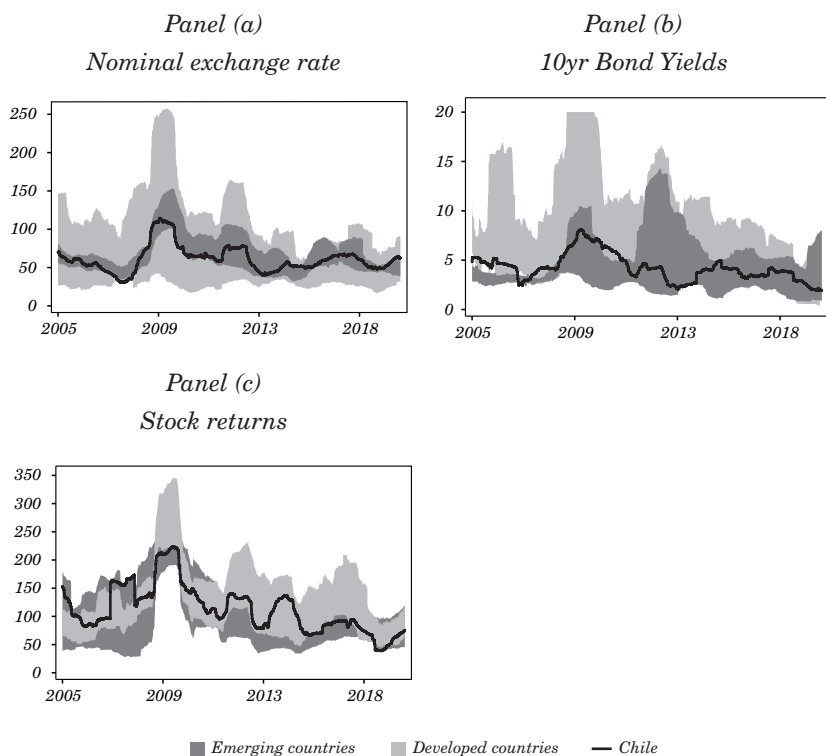 Panel (a)
Nominal exchange rate
250
200
150
100
50
0
2005 2009 2013 2018
Panel (b)
10yr Bond Yields
20
15
10
5
0
2005 2009 2013 2018
Panel (c)
Stock returns
350
300
250
200
150
100
50
0
2005 2009 2013 2018
Emerging countries Developed countries Chile